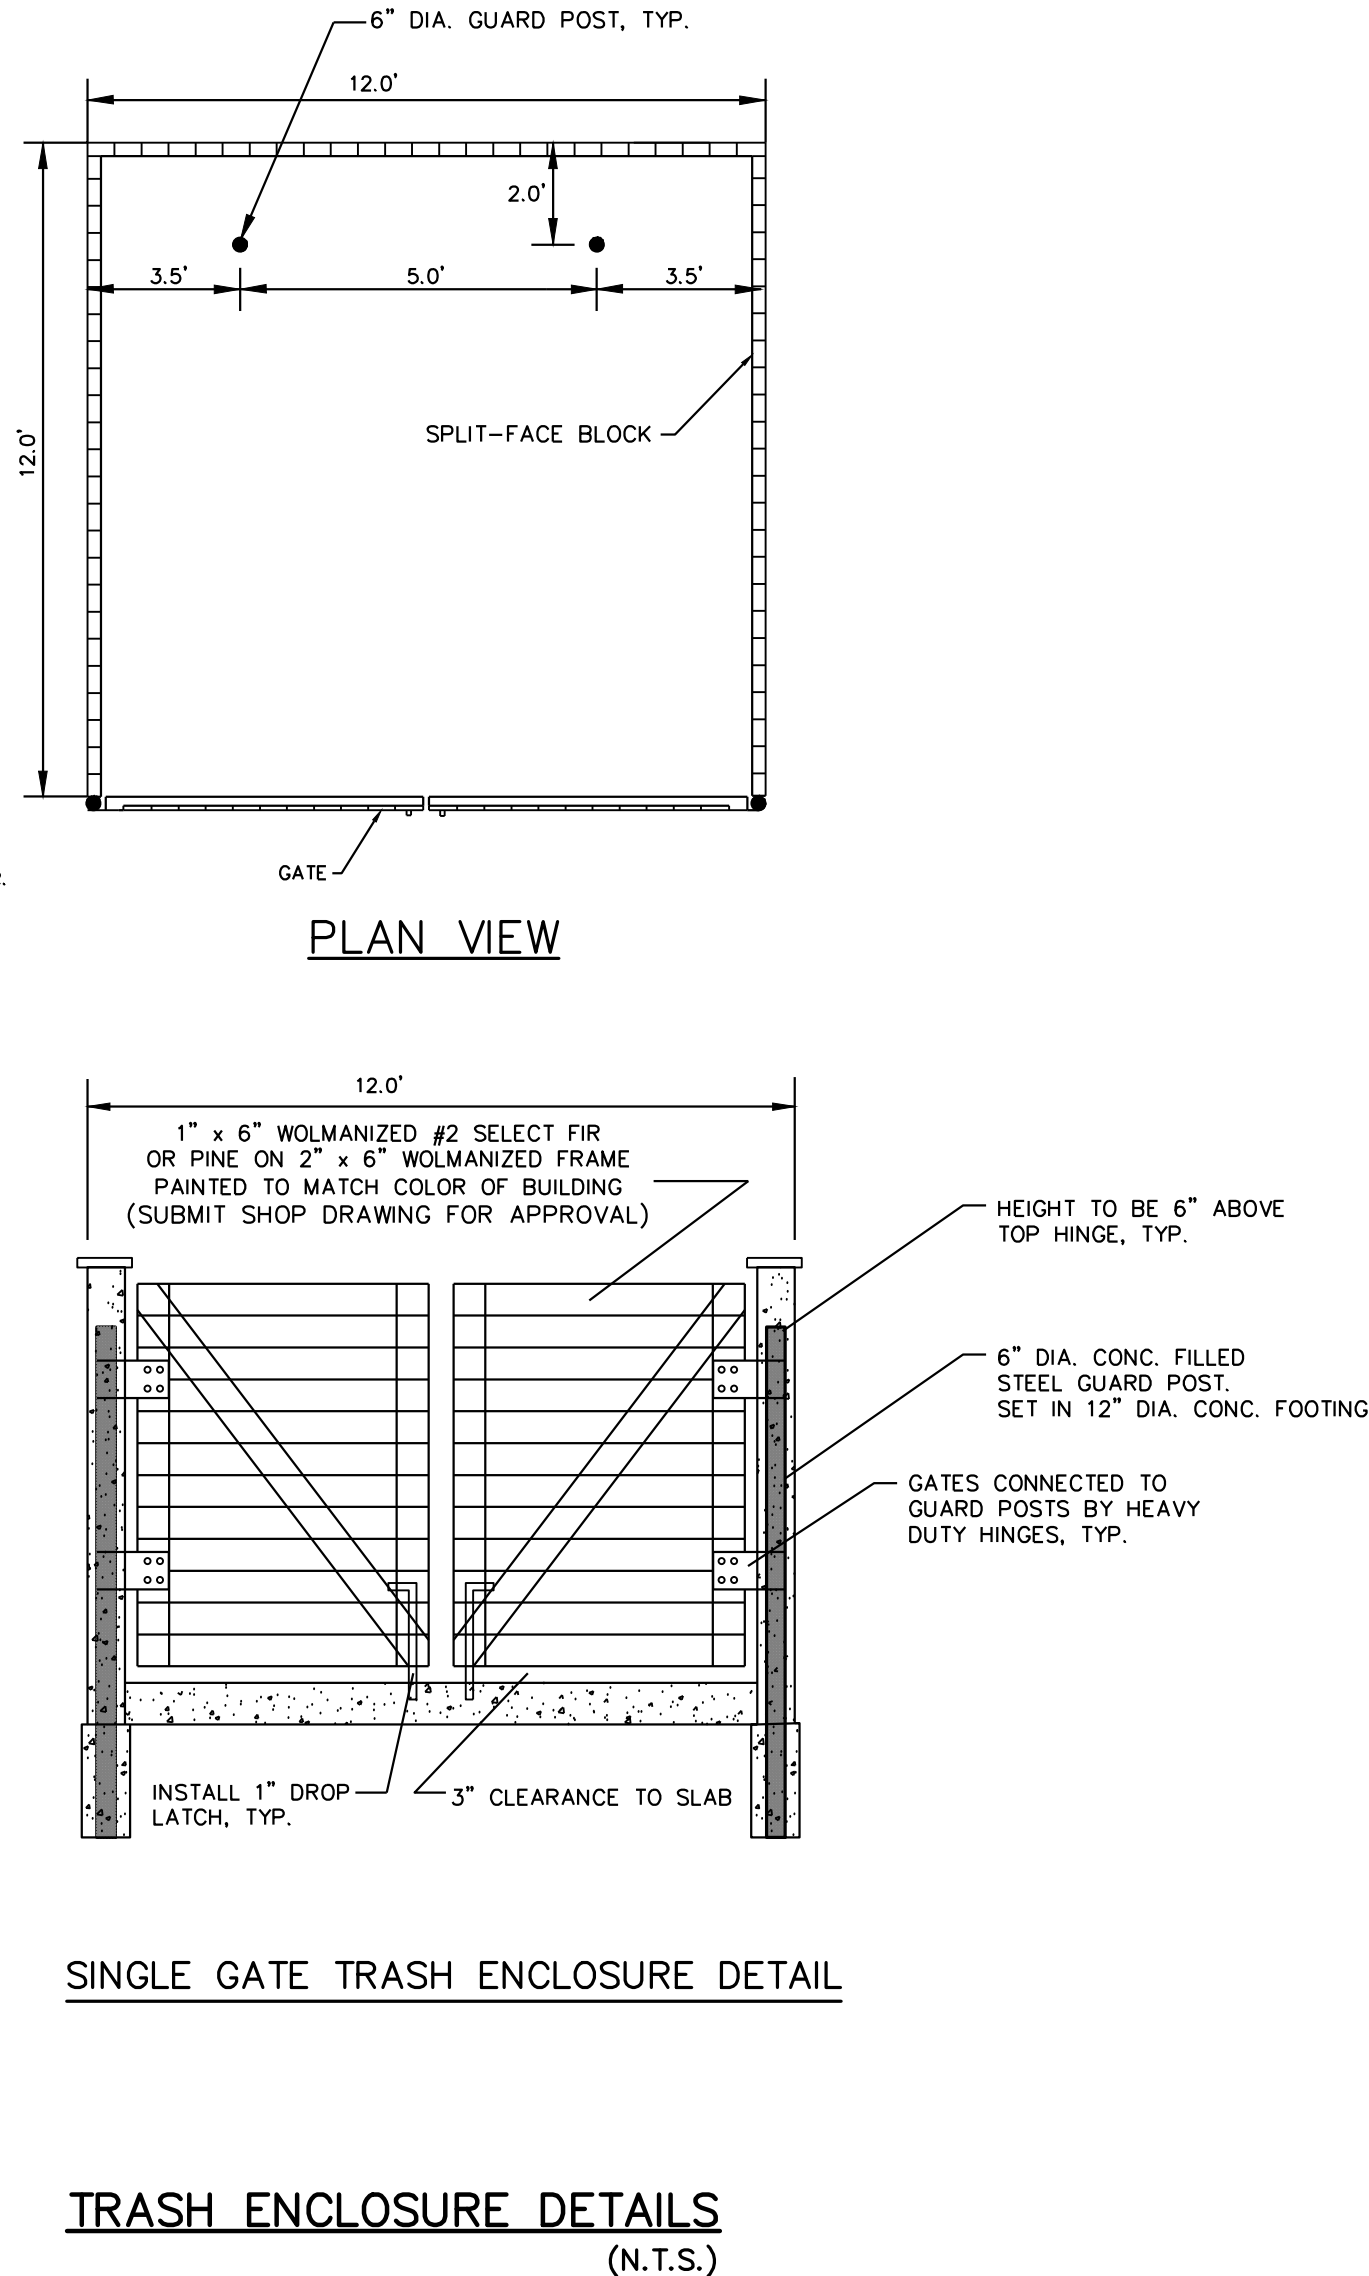 6" DIA. GUARD POST, TYP.
12.0'
2.0'
3.5'
5.0'
3.5'
12.0'
SPLIT-FACE BLOCK
GATE
PLAN VIEW
12.0'
1" x 6" WOLMANIZED #2 SELECT FIR
OR PINE ON 2" x 6" WOLMANIZED FRAME
PAINTED TO MATCH COLOR OF BUILDING
(SUBMIT SHOP DRAWING FOR APPROVAL)
HEIGHT TO BE 6" ABOVE
TOP HINGE, TYP.
6" DIA. CONC. FILLED
STEEL GUARD POST.
SET IN 12" DIA. CONC. FOOTING
GATES CONNECTED TO
GUARD POSTS BY HEAVY
DUTY HINGES, TYP.
INSTALL 1" DROP
LATCH, TYP.
3" CLEARANCE TO SLAB
SINGLE GATE TRASH ENCLOSURE DETAIL
TRASH ENCLOSURE DETAILS
(N.T.S.)